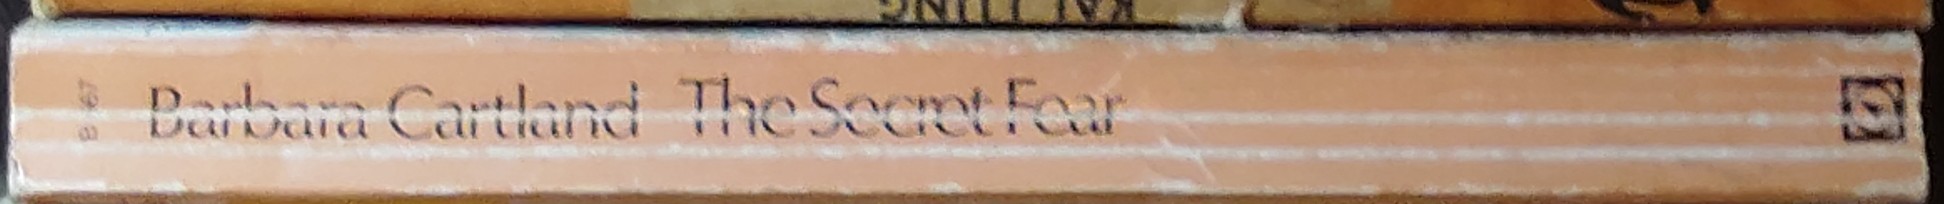 Barbara Cartland The Secret Fear